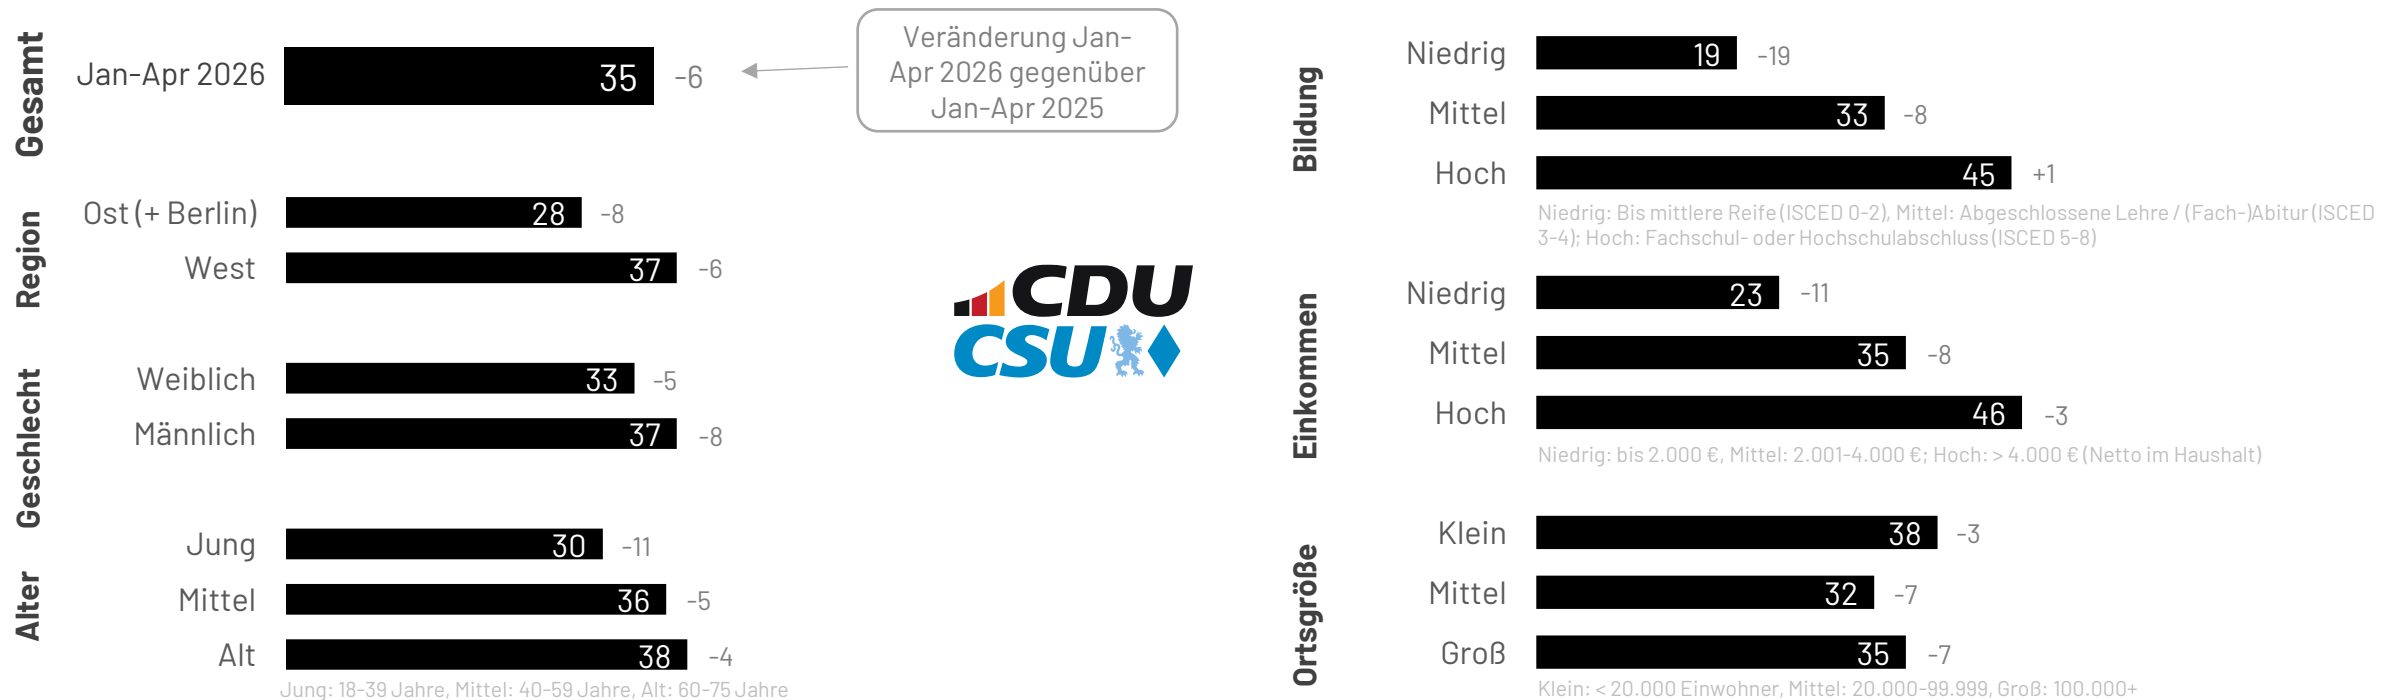 Gesamt
Jan-Apr 2026
35
-6
Veränderung Jan-
Apr 2026 gegenüber
Jan-Apr 2025
Region
Ost (+ Berlin)
28
-8
West
37
-6
Geschlecht
Weiblich
33
-5
Männlich
37
-8
Alter
Jung
30
-11
Mittel
36
-5
Alt
38
-4
Jung: 18-39 Jahre, Mittel: 40-59 Jahre, Alt: 60-75 Jahre
CDU
CSU
Bildung
Niedrig
19
-19
Mittel
33
-8
Hoch
45
+1
Niedrig: Bis mittlere Reife (ISCED 0-2), Mittel: Abgeschlossene Lehre / (Fach-)Abitur (ISCED
3-4); Hoch: Fachschul- oder Hochschulabschluss (ISCED 5-8)
Einkommen
Niedrig
23
-11
Mittel
35
-8
Hoch
46
-3
Niedrig: bis 2.000 €, Mittel: 2.001-4.000 €; Hoch: > 4.000 € (Netto im Haushalt)
Ortsgröße
Klein
38
-3
Mittel
32
-7
Groß
35
-7
Klein: < 20.000 Einwohner, Mittel: 20.000-99.999, Groß: 100.000+